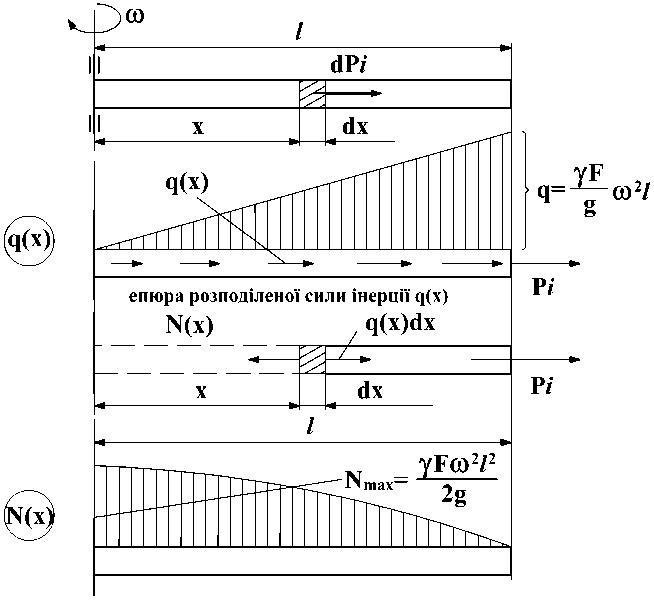 ω
l
dPi
x dx
q(x)
q= γF/g ω²l
q(x)
Pi
епюра розподіленої сили інерції q(x)
N(x) q(x)dx
Pi
x dx
l
Nmax= γFω²l²/2g
N(x)